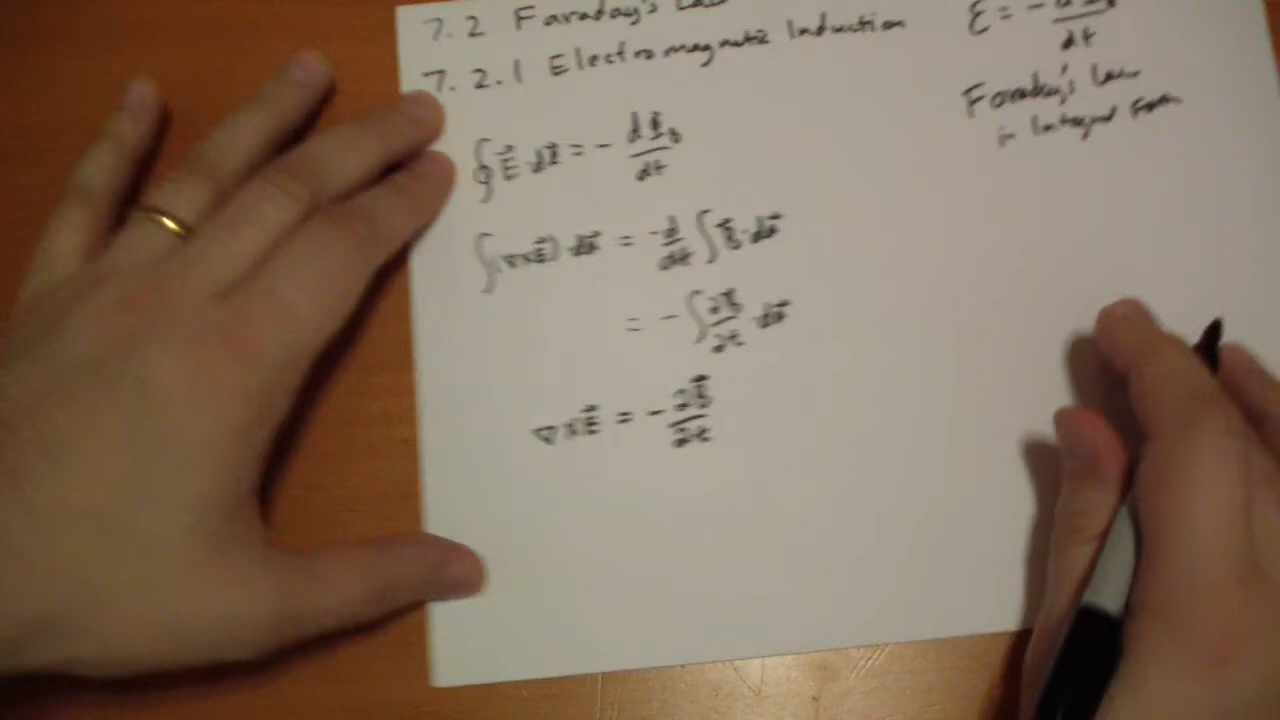 7.2 Faraday's Law
7.2.1 Electromagnetic Induction
∮E⃗·dl⃗ = - dΦ_B/dt
∫(∇×E⃗)·da⃗ = -d/dt ∫B⃗·da⃗
= -∫ ∂B⃗/∂t · da⃗
∇×E⃗ = - ∂B⃗/∂t
ℰ = - dΦ_B/dt
Faraday's Law
in Integral Form